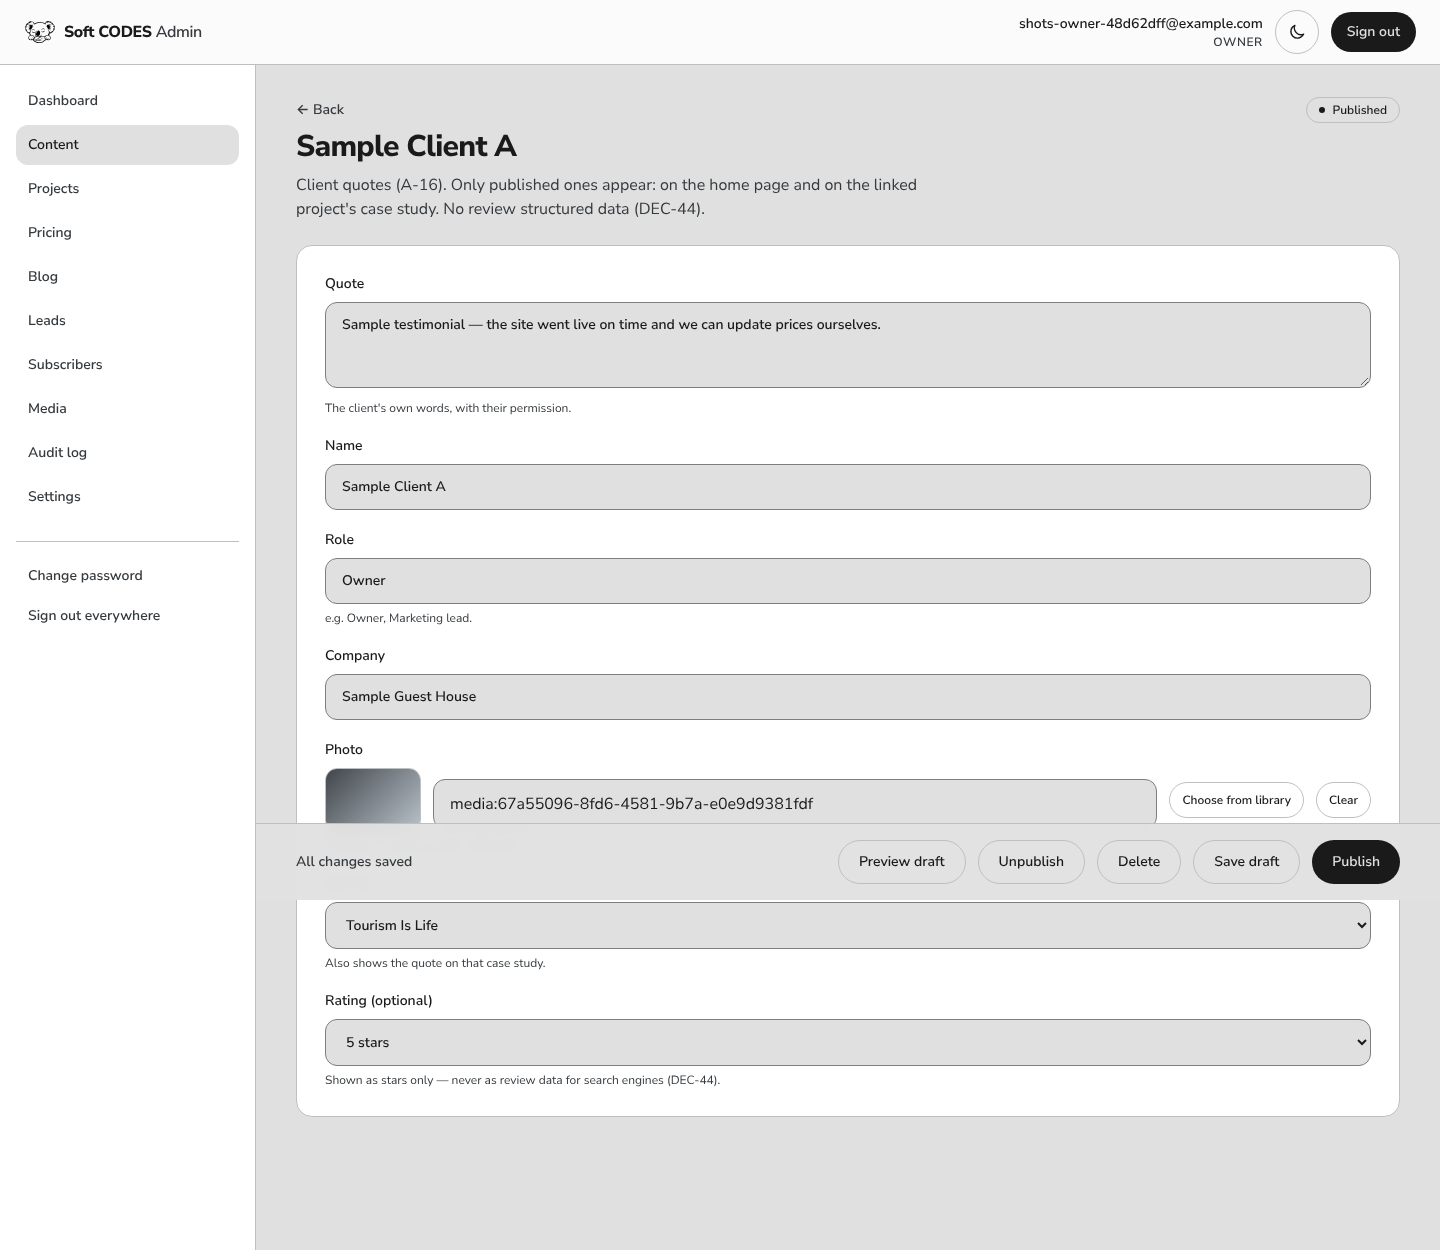 Soft CODES Admin
shots-owner-48d62dff@example.com
OWNER
Sign out
Dashboard
Content
Projects
Pricing
Blog
Leads
Subscribers
Media
Audit log
Settings
Change password
Sign out everywhere
← Back
Published
Sample Client A
Client quotes (A-16). Only published ones appear: on the home page and on the linked
project's case study. No review structured data (DEC-44).
Quote
Sample testimonial — the site went live on time and we can update prices ourselves.
The client's own words, with their permission.
Name
Sample Client A
Role
Owner
e.g. Owner, Marketing lead.
Company
Sample Guest House
Photo
media:67a55096-8fd6-4581-9b7a-e0e9d9381fdf
Choose from library
Clear
All changes saved
Preview draft
Unpublish
Delete
Save draft
Publish
Tourism Is Life
Also shows the quote on that case study.
Rating (optional)
5 stars
Shown as stars only — never as review data for search engines (DEC-44).